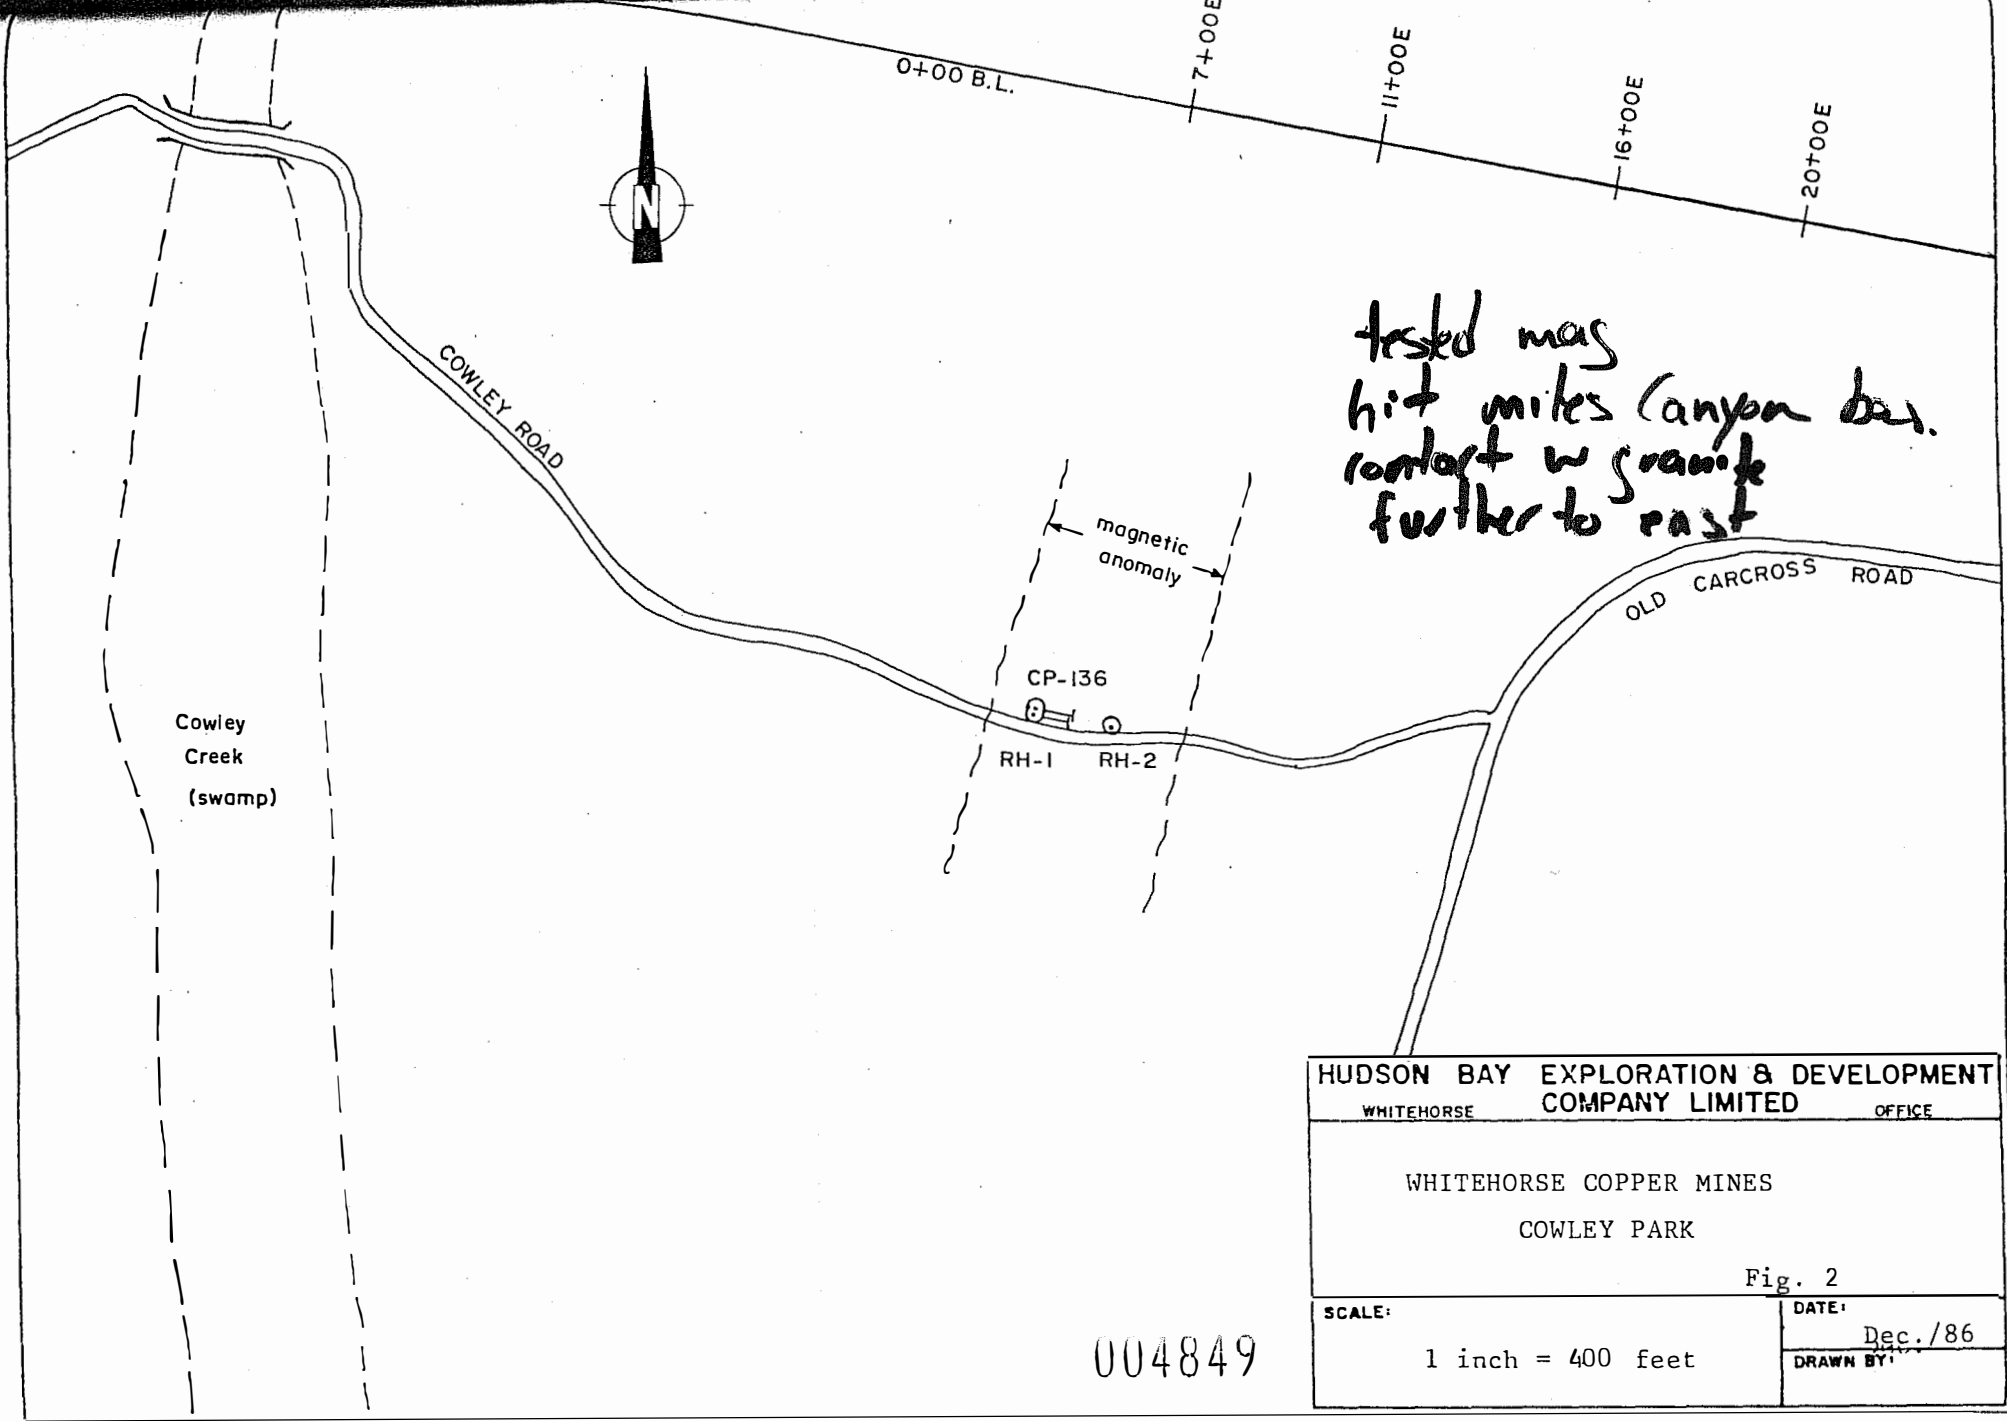 0+00 B.L.
7+00E
11+00E
16+00E
20+00E
N
tested mag
hit miles Canyon bas.
contact w granite
further to east
COWLEY ROAD
magnetic
anomaly
OLD CARCROSS ROAD
CP-136
RH-1 RH-2
Cowley
Creek
(swamp)
HUDSON BAY EXPLORATION & DEVELOPMENT
COMPANY LIMITED
WHITEHORSE OFFICE
WHITEHORSE COPPER MINES
COWLEY PARK
Fig. 2
SCALE:
1 inch = 400 feet
DATE:
Dec./86
DRAWN BY:
004849